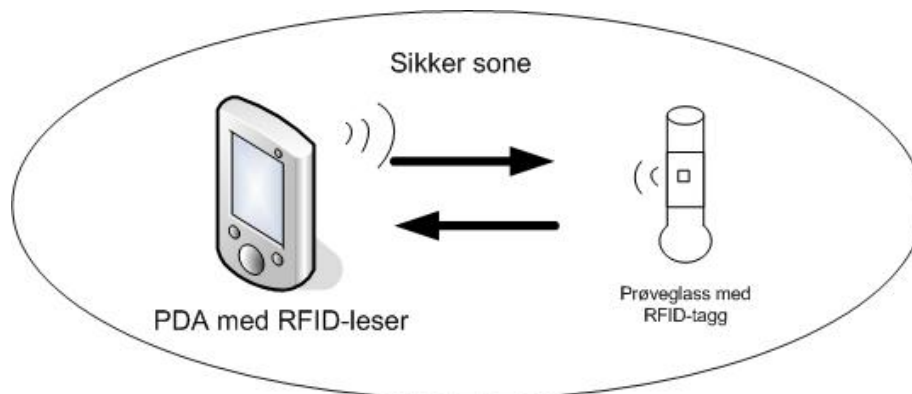 Sikker sone
PDA med RFID-leser
Prøveglass med
RFID-tagg